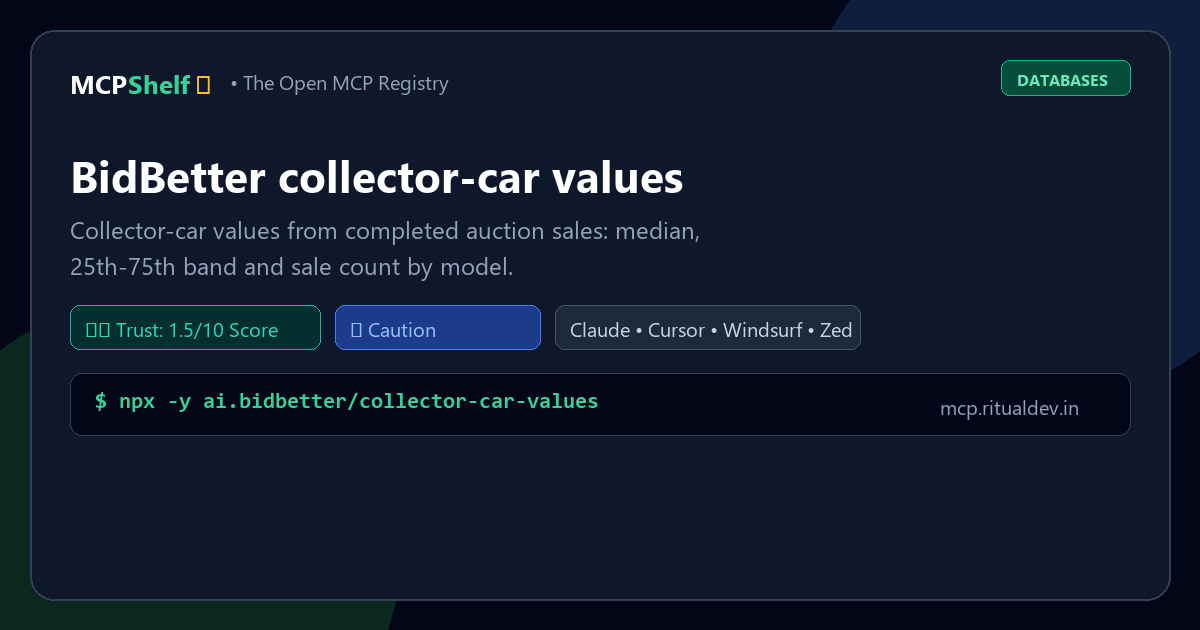 MCPShelf • The Open MCP Registry
DATABASES
BidBetter collector-car values
Collector-car values from completed auction sales: median,
25th-75th band and sale count by model.
Trust: 1.5/10 Score
Caution
Claude • Cursor • Windsurf • Zed
$ npx -y ai.bidbetter/collector-car-values
mcp.ritualdev.in